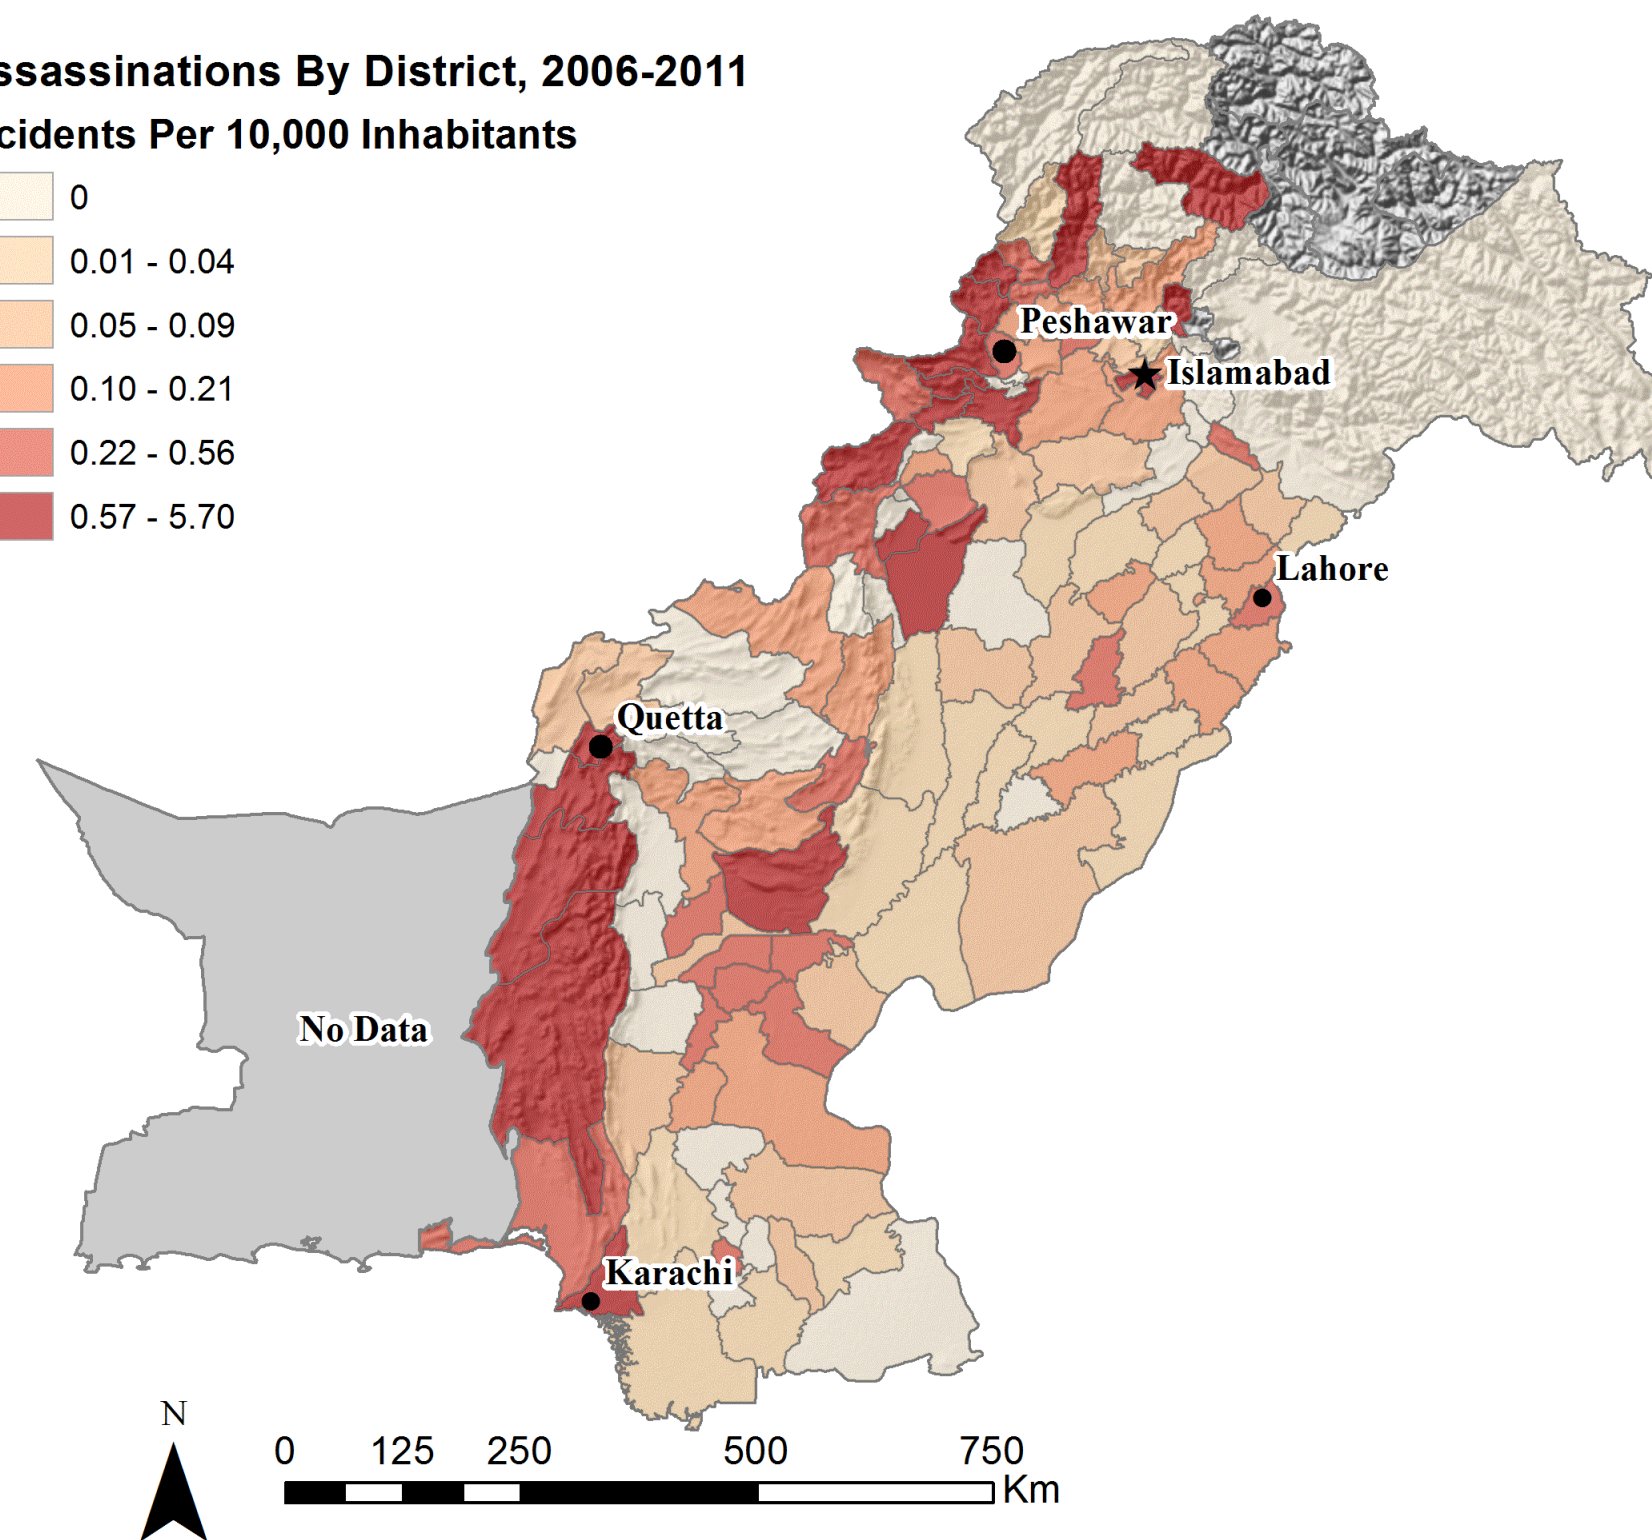 ssassinations By District, 2006-2011
cidents Per 10,000 Inhabitants
0
0.01 - 0.04
0.05 - 0.09
0.10 - 0.21
0.22 - 0.56
0.57 - 5.70
Peshawar
Islamabad
Lahore
Quetta
No Data
Karachi
N
0 125 250 500 750
Km